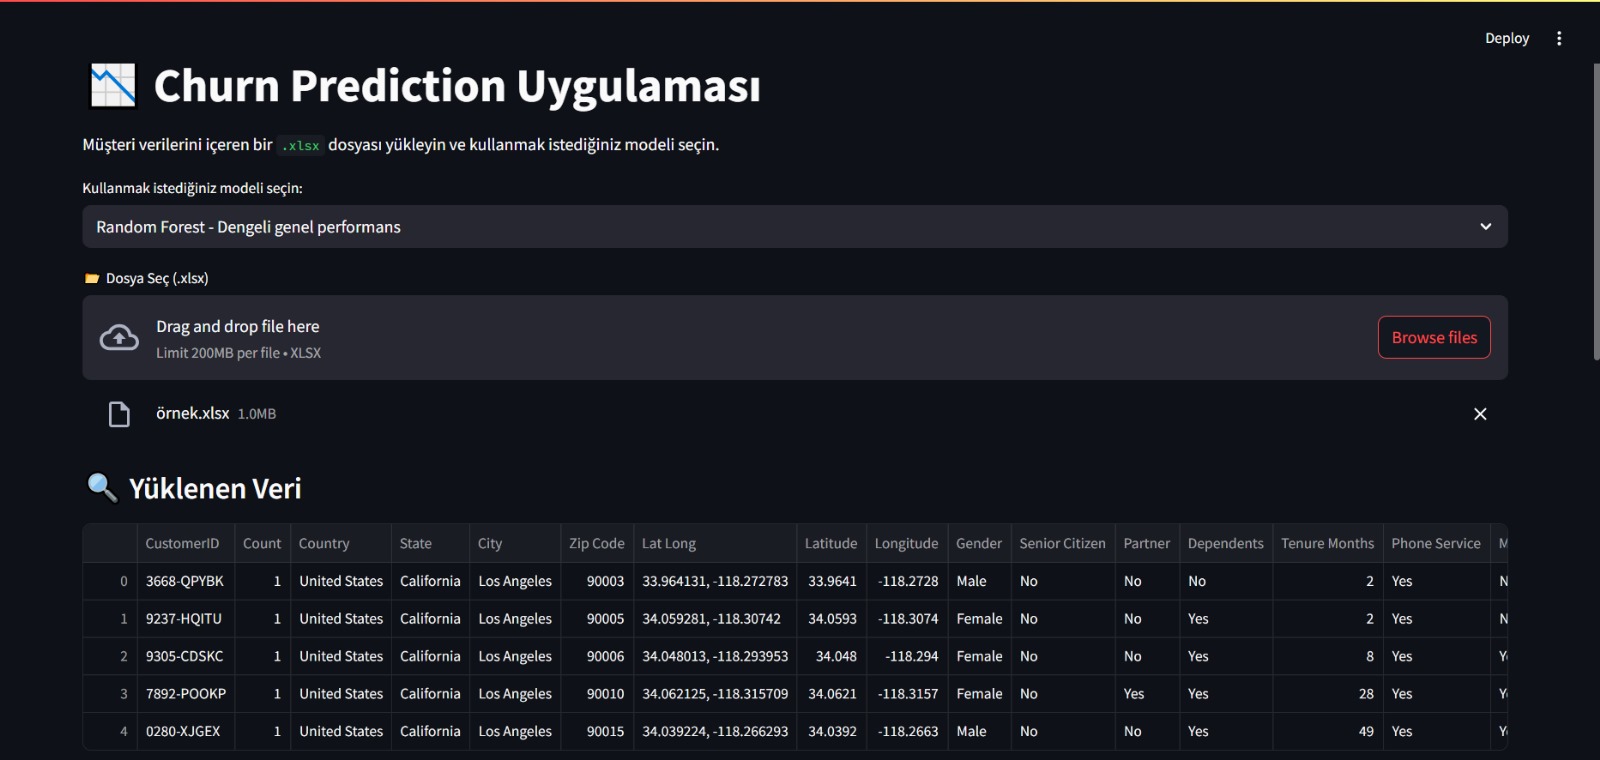 Deploy
Churn Prediction Uygulaması
Müşteri verilerini içeren bir .xlsx dosyası yükleyin ve kullanmak istediğiniz modeli seçin.
Kullanmak istediğiniz modeli seçin:
Random Forest - Dengeli genel performans
Dosya Seç (.xlsx)
Drag and drop file here
Limit 200MB per file • XLSX
Browse files
örnek.xlsx 1.0MB
Yüklenen Veri
CustomerID Count Country State City Zip Code Lat Long Latitude Longitude Gender Senior Citizen Partner Dependents Tenure Months Phone Service
0 3668-QPYBK 1 United States California Los Angeles 90003 33.964131, -118.272783 33.9641 -118.2728 Male No No No 2 Yes
1 9237-HQITU 1 United States California Los Angeles 90005 34.059281, -118.30742 34.0593 -118.3074 Female No No Yes 2 Yes
2 9305-CDSKC 1 United States California Los Angeles 90006 34.048013, -118.293953 34.048 -118.294 Female No No Yes 8 Yes
3 7892-POOKP 1 United States California Los Angeles 90010 34.062125, -118.315709 34.0621 -118.3157 Female No Yes Yes 28 Yes
4 0280-XJGEX 1 United States California Los Angeles 90015 34.039224, -118.266293 34.0392 -118.2663 Male No No Yes 49 Yes